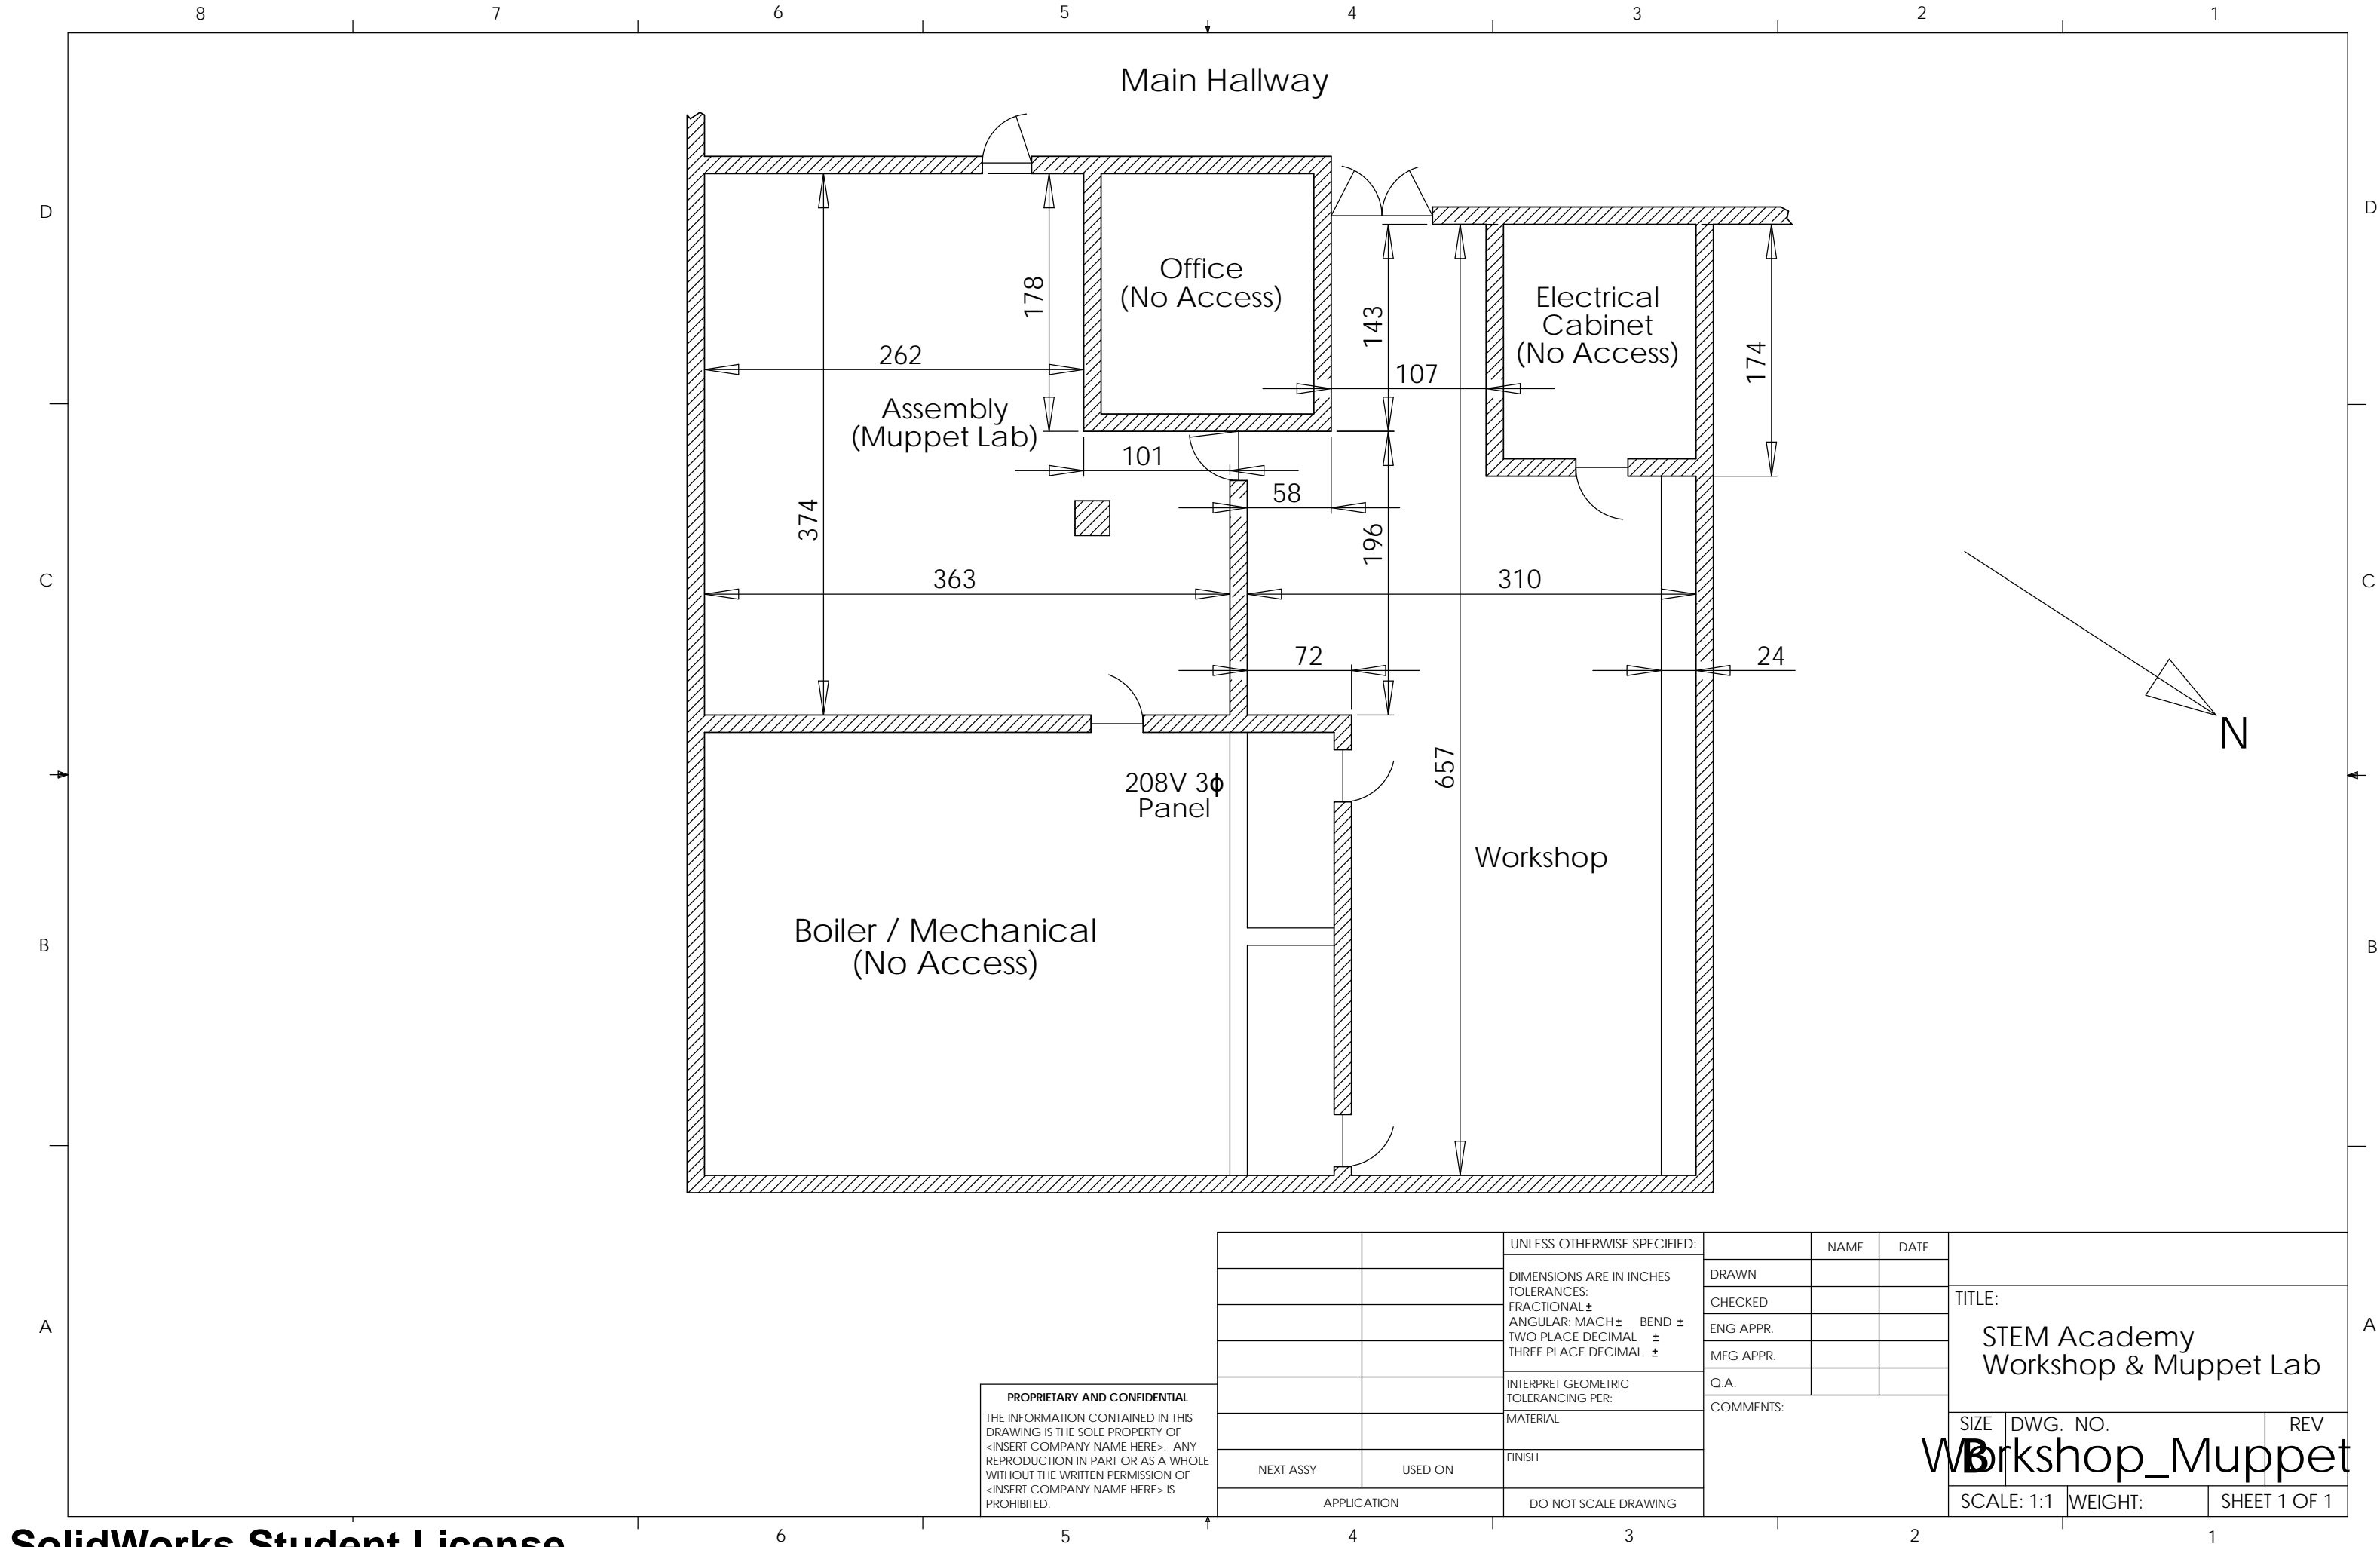 8 7 6 5 4 3 2 1
Main Hallway
D D
Office
(No Access)
Electrical
Cabinet
(No Access)
178
143
174
262
107
Assembly
(Muppet Lab)
101
58
374
196
C C
363
310
72
24
N
657
208V 3ϕ
Panel
Workshop
Boiler / Mechanical
(No Access)
B B
A A
UNLESS OTHERWISE SPECIFIED:
DIMENSIONS ARE IN INCHES
TOLERANCES:
FRACTIONAL ±
ANGULAR: MACH ± BEND ±
TWO PLACE DECIMAL ±
THREE PLACE DECIMAL ±
INTERPRET GEOMETRIC
TOLERANCING PER:
MATERIAL
FINISH
DO NOT SCALE DRAWING
NAME DATE
DRAWN
CHECKED
ENG APPR.
MFG APPR.
Q.A.
COMMENTS:
TITLE:
STEM Academy
Workshop & Muppet Lab
SIZE DWG. NO. REV
B
Workshop_Muppet
SCALE: 1:1 WEIGHT: SHEET 1 OF 1
PROPRIETARY AND CONFIDENTIAL
THE INFORMATION CONTAINED IN THIS
DRAWING IS THE SOLE PROPERTY OF
<INSERT COMPANY NAME HERE>. ANY
REPRODUCTION IN PART OR AS A WHOLE
WITHOUT THE WRITTEN PERMISSION OF
<INSERT COMPANY NAME HERE> IS
PROHIBITED.
NEXT ASSY USED ON
APPLICATION
6 5 4 3 2 1
SolidWorks Student License